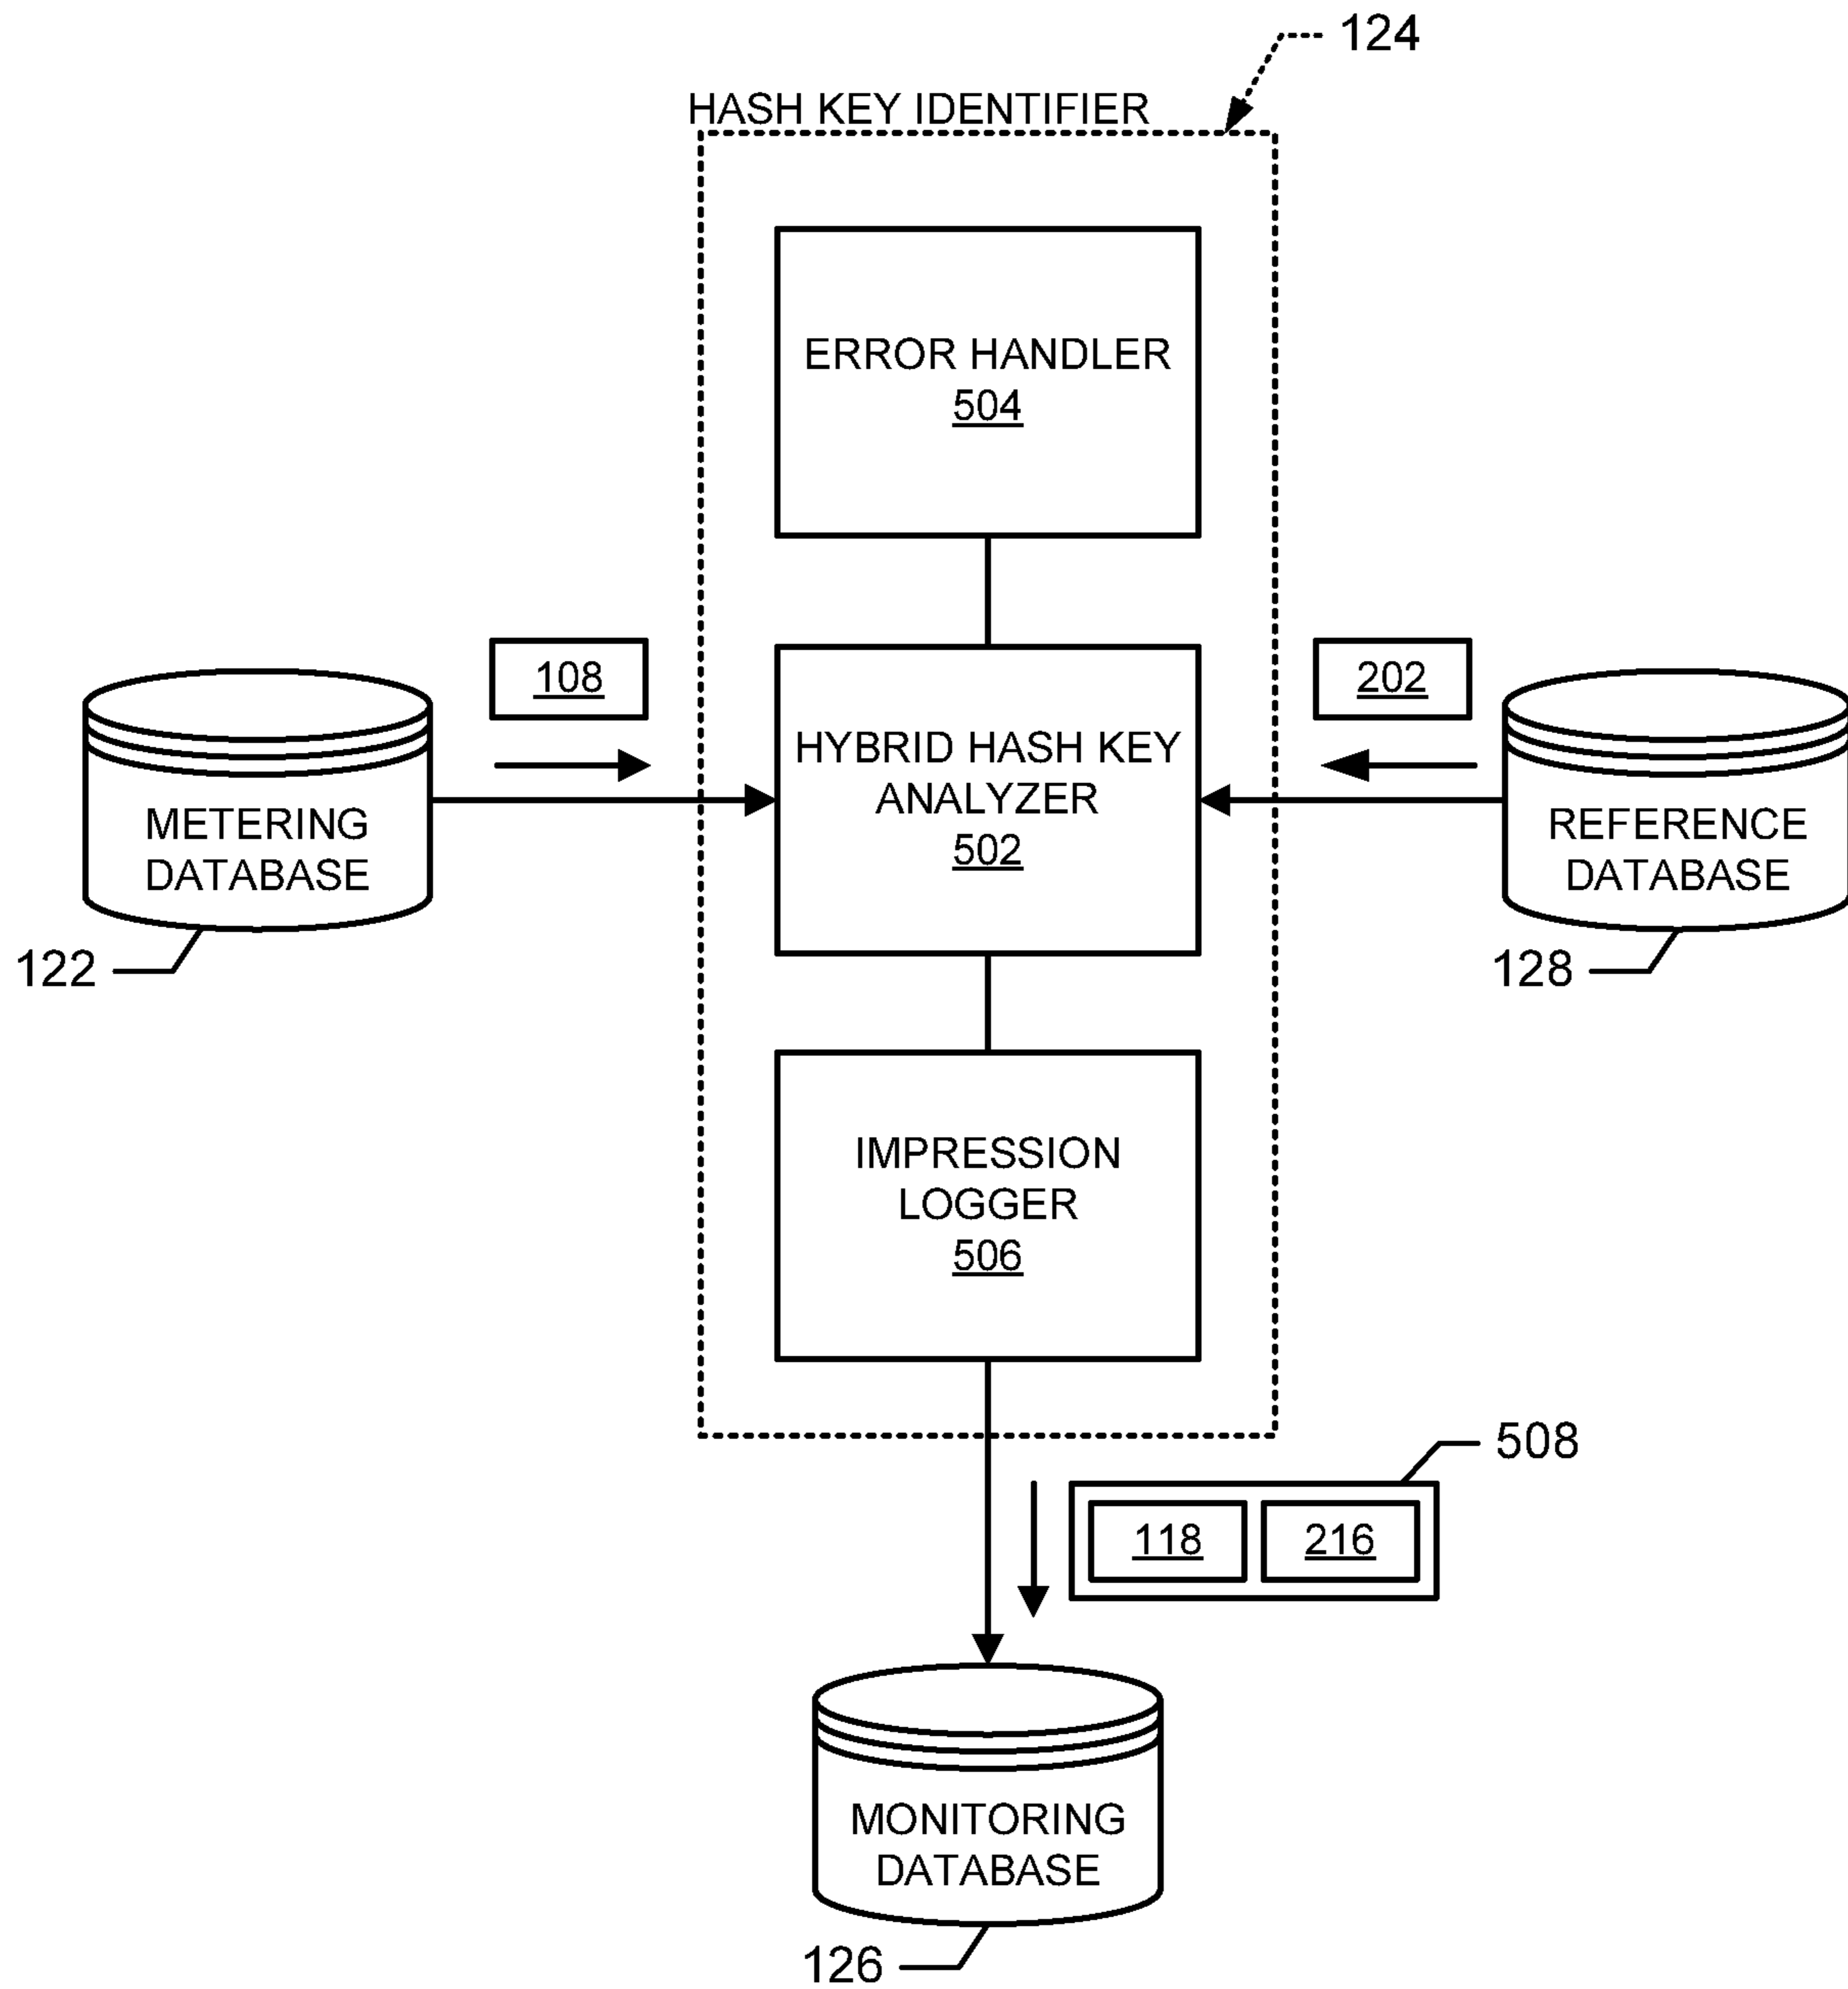 124
HASH KEY IDENTIFIER
ERROR HANDLER
504
108
202
HYBRID HASH KEY
ANALYZER
502
METERING
DATABASE
REFERENCE
DATABASE
122
128
IMPRESSION
LOGGER
506
508
118
216
MONITORING
DATABASE
126